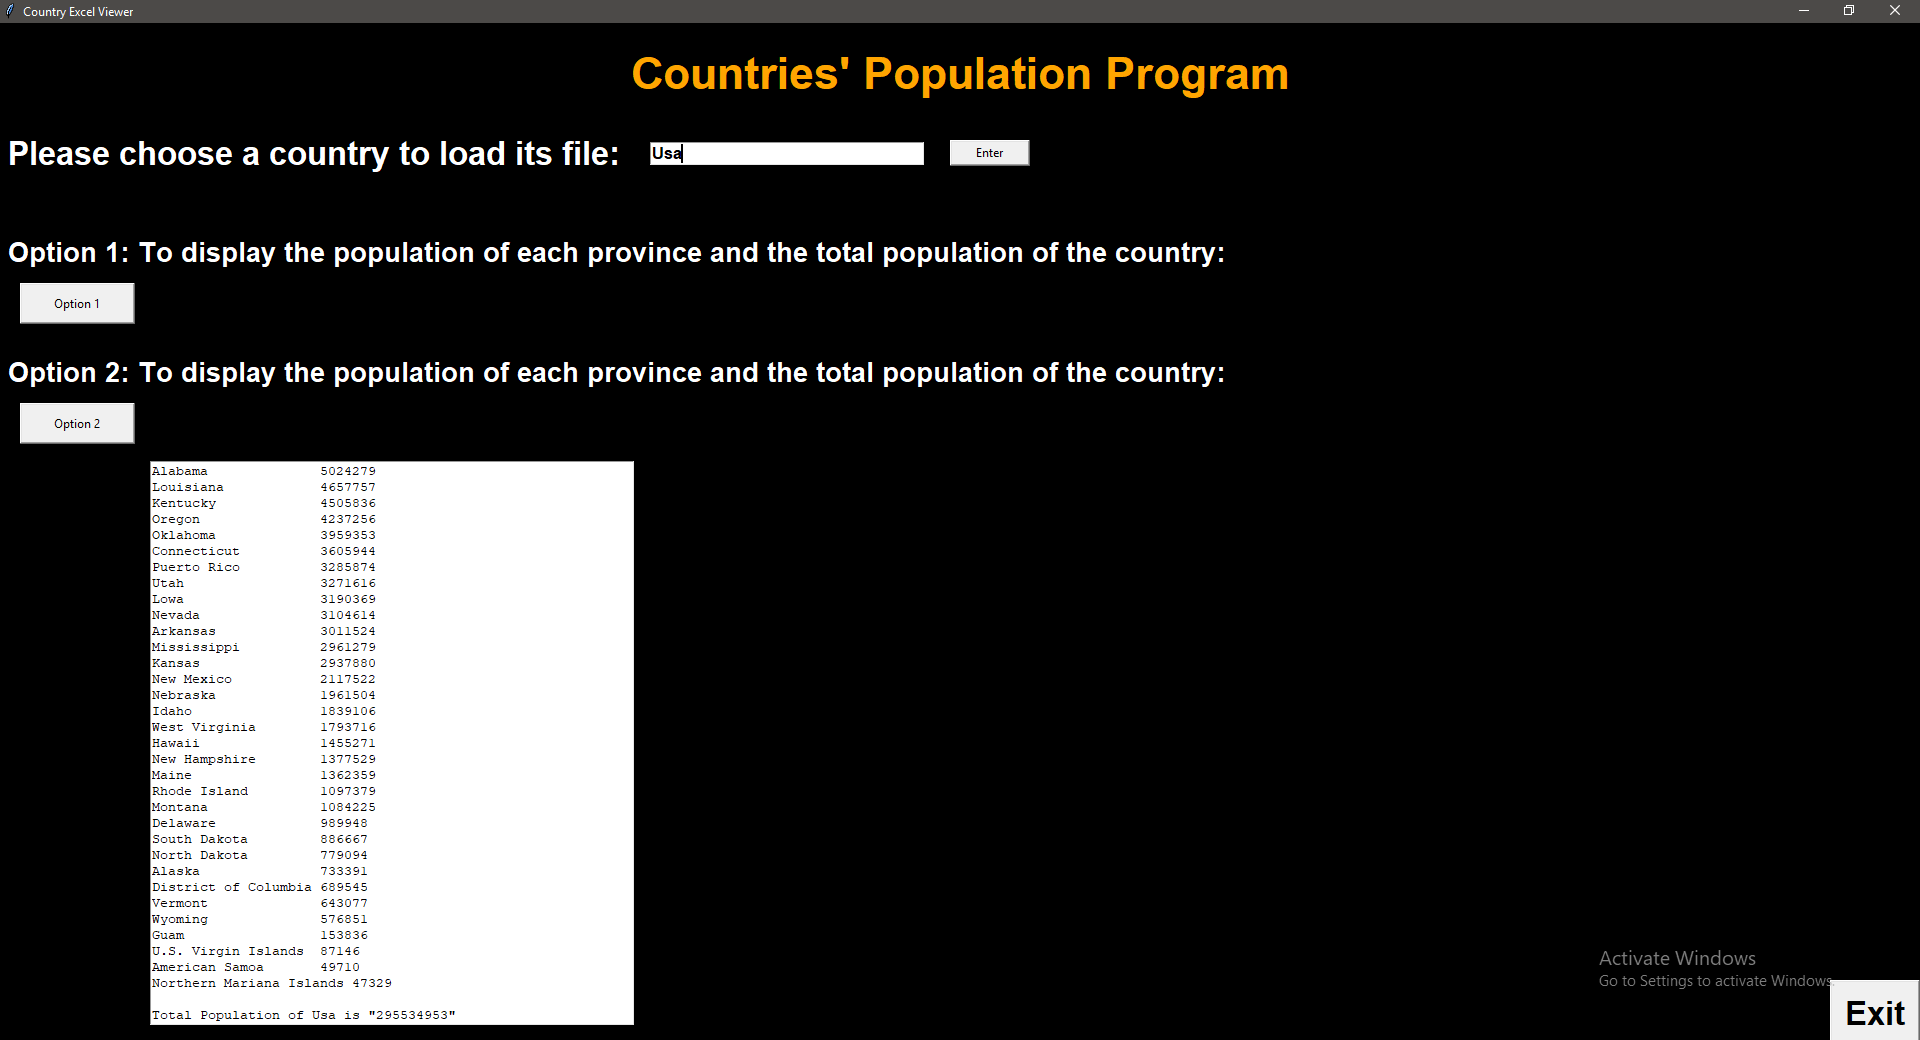 Country Excel Viewer
Countries' Population Program
Please choose a country to load its file: Usa Enter
Option 1: To display the population of each province and the total population of the country:
Option 1
Option 2: To display the population of each province and the total population of the country:
Option 2
Alabama 5024279
Louisiana 4657757
Kentucky 4505836
Oregon 4237256
Oklahoma 3959353
Connecticut 3605944
Puerto Rico 3285874
Utah 3271616
Lowa 3190369
Nevada 3104614
Arkansas 3011524
Mississippi 2961279
Kansas 2937880
New Mexico 2117522
Nebraska 1961504
Idaho 1839106
West Virginia 1793716
Hawaii 1455271
New Hampshire 1377529
Maine 1362359
Rhode Island 1097379
Montana 1084225
Delaware 989948
South Dakota 886667
North Dakota 779094
Alaska 733391
District of Columbia 689545
Vermont 643077
Wyoming 576851
Guam 153836
U.S. Virgin Islands 87146
American Samoa 49710
Northern Mariana Islands 47329
Total Population of Usa is "295534953"
Activate Windows
Go to Settings to activate Windows.
Exit